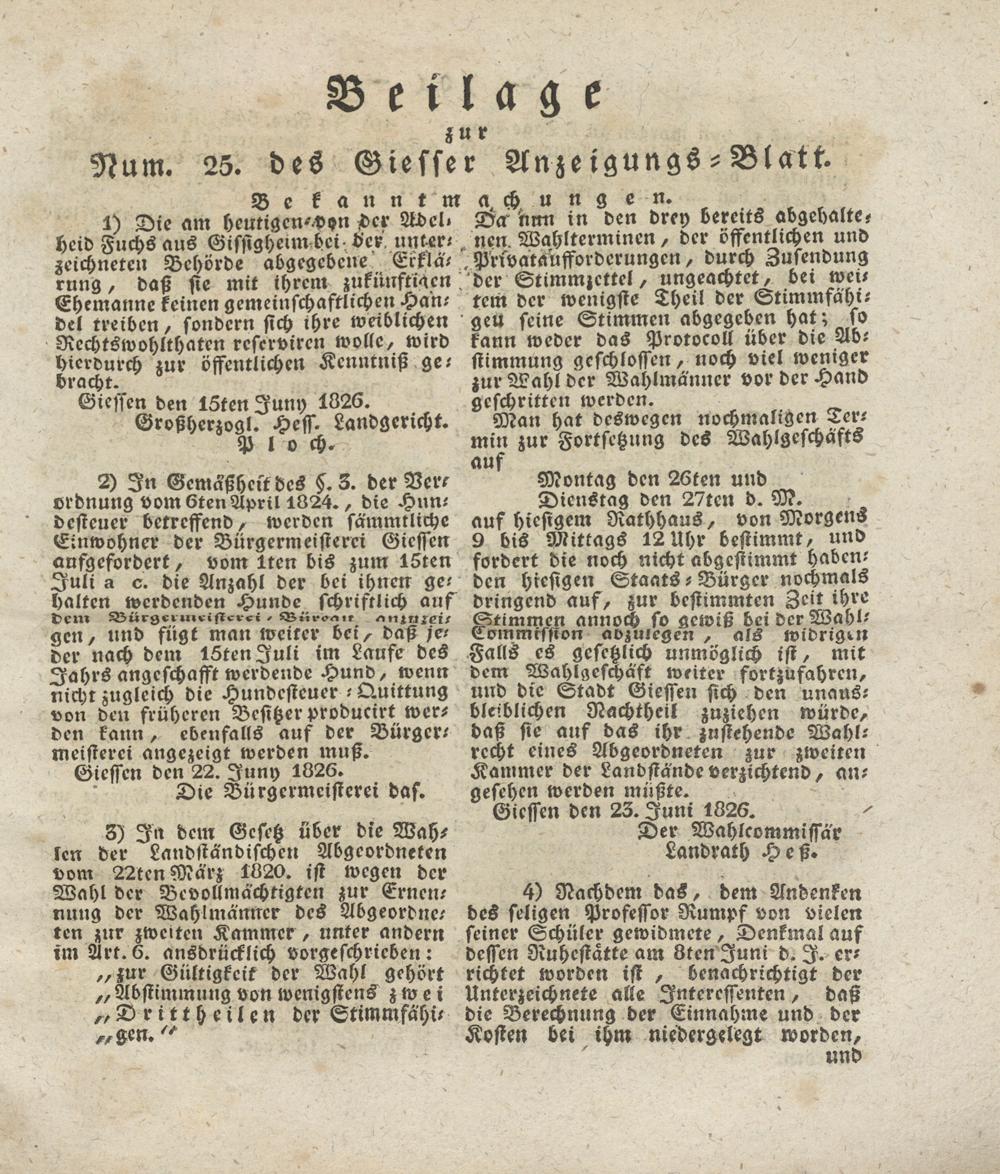 Beilage
zur
Num. 25. des Giesser Anzeigungs-Blatt.
Bekanntmachungen.
1) Die am heutigen von der Adel-
heid Fuchs aus Gissigheim bei der unter-
zeichneten Behörde abgegebene Erklä-
rung, daß sie mit ihrem zukünftigen
Ehemanne keinen gemeinschaftlichen Han-
del treiben, sondern sich ihre weiblichen
Rechtswohlthaten reserviren wolle, wird
hierdurch zur öffentlichen Kenntniß ge-
bracht.
Giessen den 15ten Juny 1826.
Großherzogl. Hess. Landgericht.
Ploch.
2) In Gemäßheit des §. 3. der Ver-
ordnung vom 6ten April 1824., die Hun-
desteuer betreffend, werden sämmtliche
Einwohner der Bürgermeisterei Giessen
aufgefordert, vom 1ten bis zum 15ten
Juli a c. die Anzahl der bei ihnen ge-
halten werdenden Hunde schriftlich auf
dem Bürgermeisterei-Büreau anzuzei-
gen, und fügt man weiter bei, daß je-
der nach dem 15ten Juli im Laufe des
Jahrs angeschafft werdende Hund, wenn
nicht zugleich die Hundesteuer-Quittung
von den früheren Besitzer producirt wer-
den kann, ebenfalls auf der Bürger-
meisterei angezeigt werden muß.
Giessen den 22. Juny 1826.
Die Bürgermeisterei das.
3) In dem Gesetz über die Wah-
len der Landständischen Abgeordneten
vom 22ten März 1820. ist wegen der
Wahl der Bevollmächtigten zur Ernen-
nung der Wahlmänner des Abgeordne-
ten zur zweiten Kammer, unter andern
im Art. 6. ausdrücklich vorgeschrieben:
„zur Gültigkeit der Wahl gehört
„Abstimmung von wenigstens zwei
„Drittheilen der Stimmfähi-
„gen.“
Da nun in den drey bereits abgehalte-
nen Wahlterminen, der öffentlichen und
Privataufforderungen, durch Zusendung
der Stimmzettel, ungeachtet, bei wei-
tem der wenigste Theil der Stimmfähi-
gen seine Stimmen abgegeben hat; so
kann weder das Protocoll über die Ab-
stimmung geschlossen, noch viel weniger
zur Wahl der Wahlmänner vor der Hand
geschritten werden.
Man hat deswegen nochmaligen Ter-
min zur Fortsetzung des Wahlgeschäfts
auf
Montag den 26ten und
Dienstag den 27ten d. M.
auf hiesigem Rathhaus, von Morgens
9 bis Mittags 12 Uhr bestimmt, und
fordert die noch nicht abgestimmt haben-
den hiesigen Staats-Bürger nochmals
dringend auf, zur bestimmten Zeit ihre
Stimmen annoch so gewiß bei der Wahl-
Commission abzulegen, als widrigen
Falls es gesetzlich unmöglich ist, mit
dem Wahlgeschäft weiter fortzufahren,
und die Stadt Giessen sich den unaus-
bleiblichen Nachtheil zuziehen würde,
daß sie auf das ihr zustehende Wahl-
recht eines Abgeordneten zur zweiten
Kammer der Landstände verzichtend, an-
gesehen werden müßte.
Giessen den 23. Juni 1826.
Der Wahlcommissär
Landrath Heß.
4) Nachdem das, dem Andenken
des seligen Professor Rumpf von vielen
seiner Schüler gewidmete, Denkmal auf
dessen Ruhestätte am 8ten Juni d. J. er-
richtet worden ist, benachrichtigt der
Unterzeichnete alle Interessenten, daß
die Berechnung der Einnahme und der
Kosten bei ihm niedergelegt worden,
und